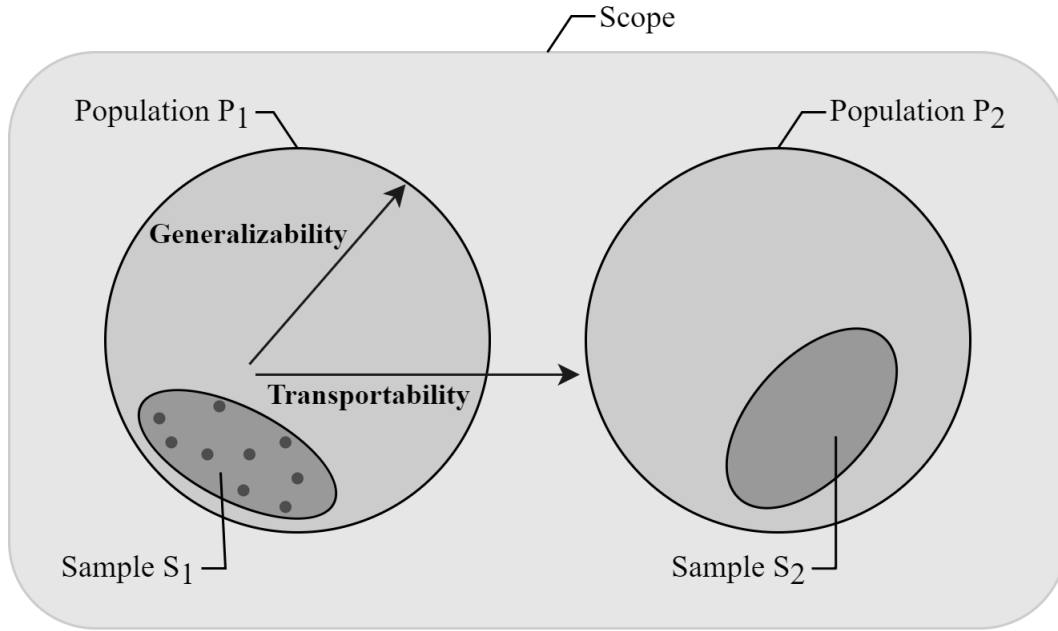 Scope
Population P1
Population P2
Generalizability
Transportability
Sample S1
Sample S2